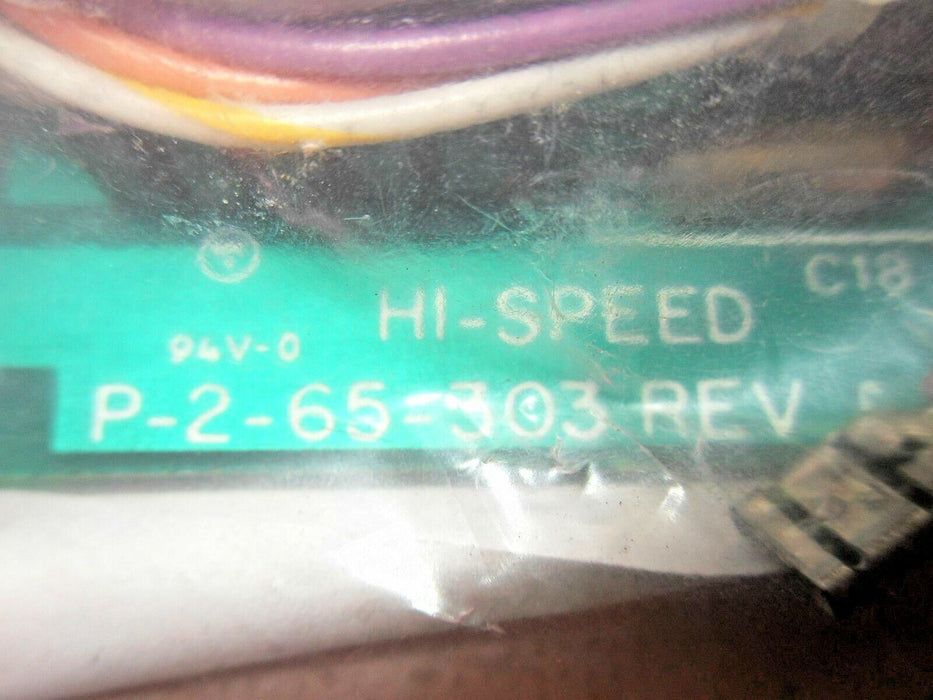 C18
HI-SPEED
94V-0
P-2-65-303 REV